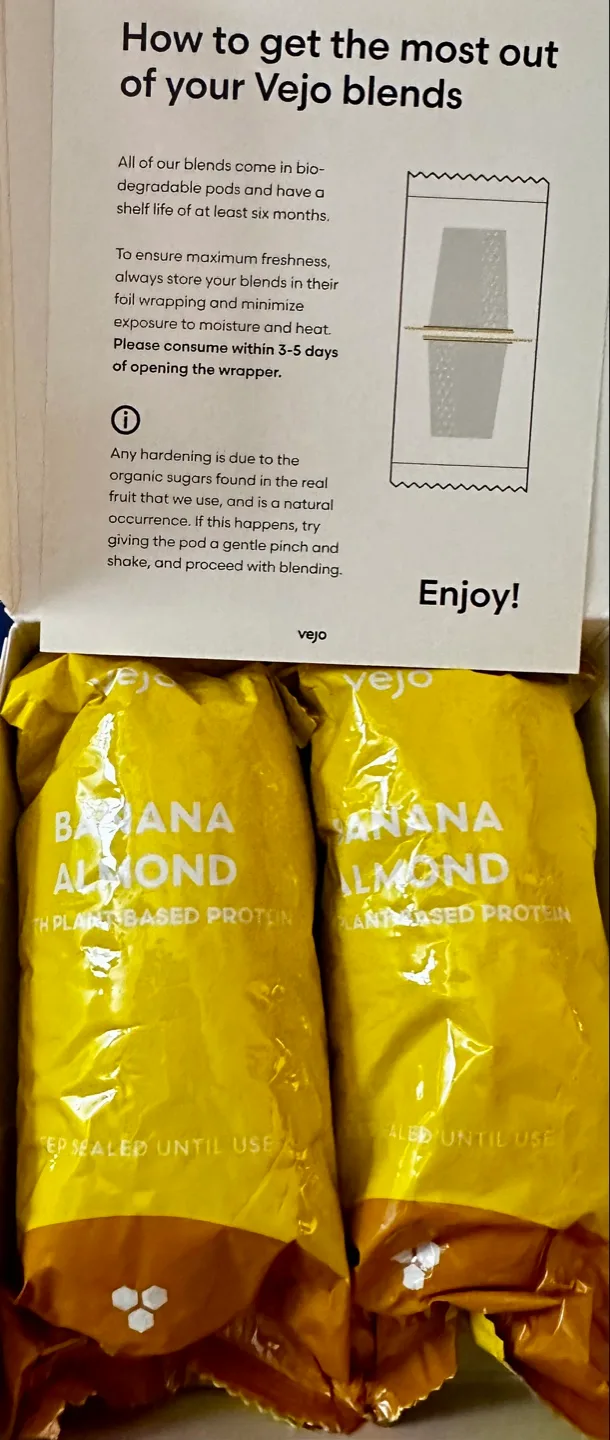 How to get the most out
of your Vejo blends
All of our blends come in bio-
degradable pods and have a
shelf life of at least six months.
To ensure maximum freshness,
always store your blends in their
foil wrapping and minimize
exposure to moisture and heat.
Please consume within 3-5 days
of opening the wrapper.
Any hardening is due to the
organic sugars found in the real
fruit that we use, and is a natural
occurrence. If this happens, try
giving the pod a gentle pinch and
shake, and proceed with blending.
Enjoy!
vejo
vejo
BANANA
ALMOND
PLANT-BASED PROTEIN
SEALED UNTIL USE
vejo
BANANA
ALMOND
PLANT-BASED PROTEIN
UNTIL USE